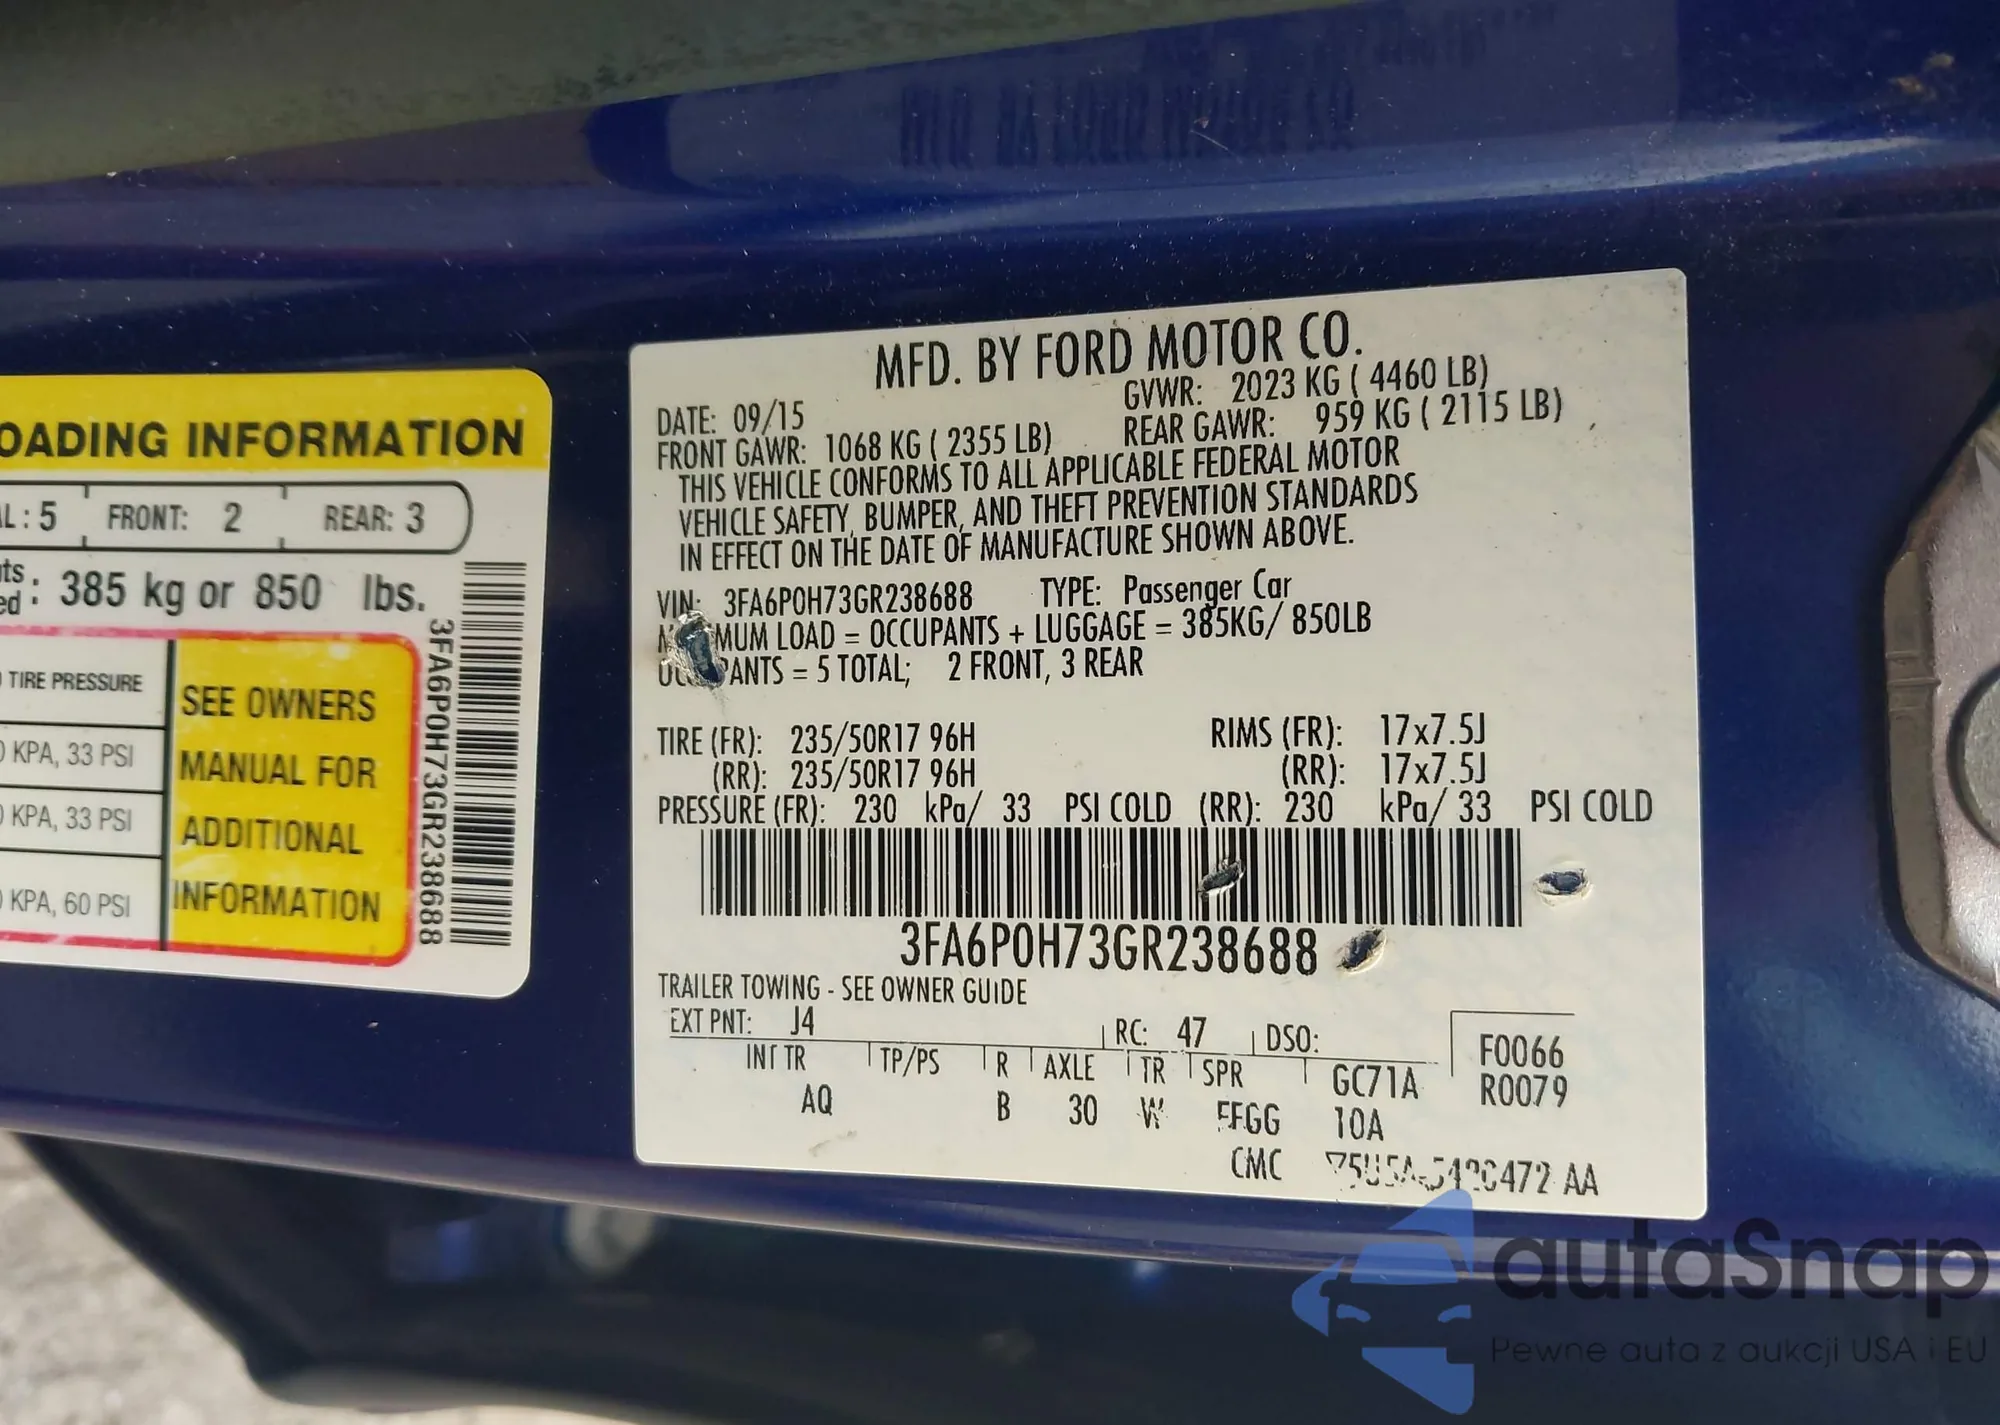 OADING INFORMATION
AL: 5 FRONT: 2 REAR: 3
385 kg or 850 lbs.
TIRE PRESSURE
0 KPA, 33 PSI
0 KPA, 33 PSI
0 KPA, 60 PSI
SEE OWNERS
MANUAL FOR
ADDITIONAL
INFORMATION
3FA6P0H73GR238688
MFD. BY FORD MOTOR CO.
DATE: 09/15 GVWR: 2023 KG ( 4460 LB)
FRONT GAWR: 1068 KG ( 2355 LB) REAR GAWR: 959 KG ( 2115 LB)
THIS VEHICLE CONFORMS TO ALL APPLICABLE FEDERAL MOTOR
VEHICLE SAFETY, BUMPER, AND THEFT PREVENTION STANDARDS
IN EFFECT ON THE DATE OF MANUFACTURE SHOWN ABOVE.
VIN: 3FA6P0H73GR238688 TYPE: Passenger Car
MUM LOAD = OCCUPANTS + LUGGAGE = 385KG/ 850LB
PANTS = 5 TOTAL; 2 FRONT, 3 REAR
TIRE (FR): 235/50R17 96H RIMS (FR): 17x7.5J
(RR): 235/50R17 96H (RR): 17x7.5J
PRESSURE (FR): 230 kPa/ 33 PSI COLD (RR): 230 kPa/ 33 PSI COLD
3FA6P0H73GR238688
TRAILER TOWING - SEE OWNER GUIDE
EXT PNT: J4 RC: 47 DSO: F0066
INT TR TP/PS R AXLE TR SPR GC71A R0079
AQ B 30 W FFGG 10A
CMC AA
autaSnap
Pewne auta z aukcji USA i EU